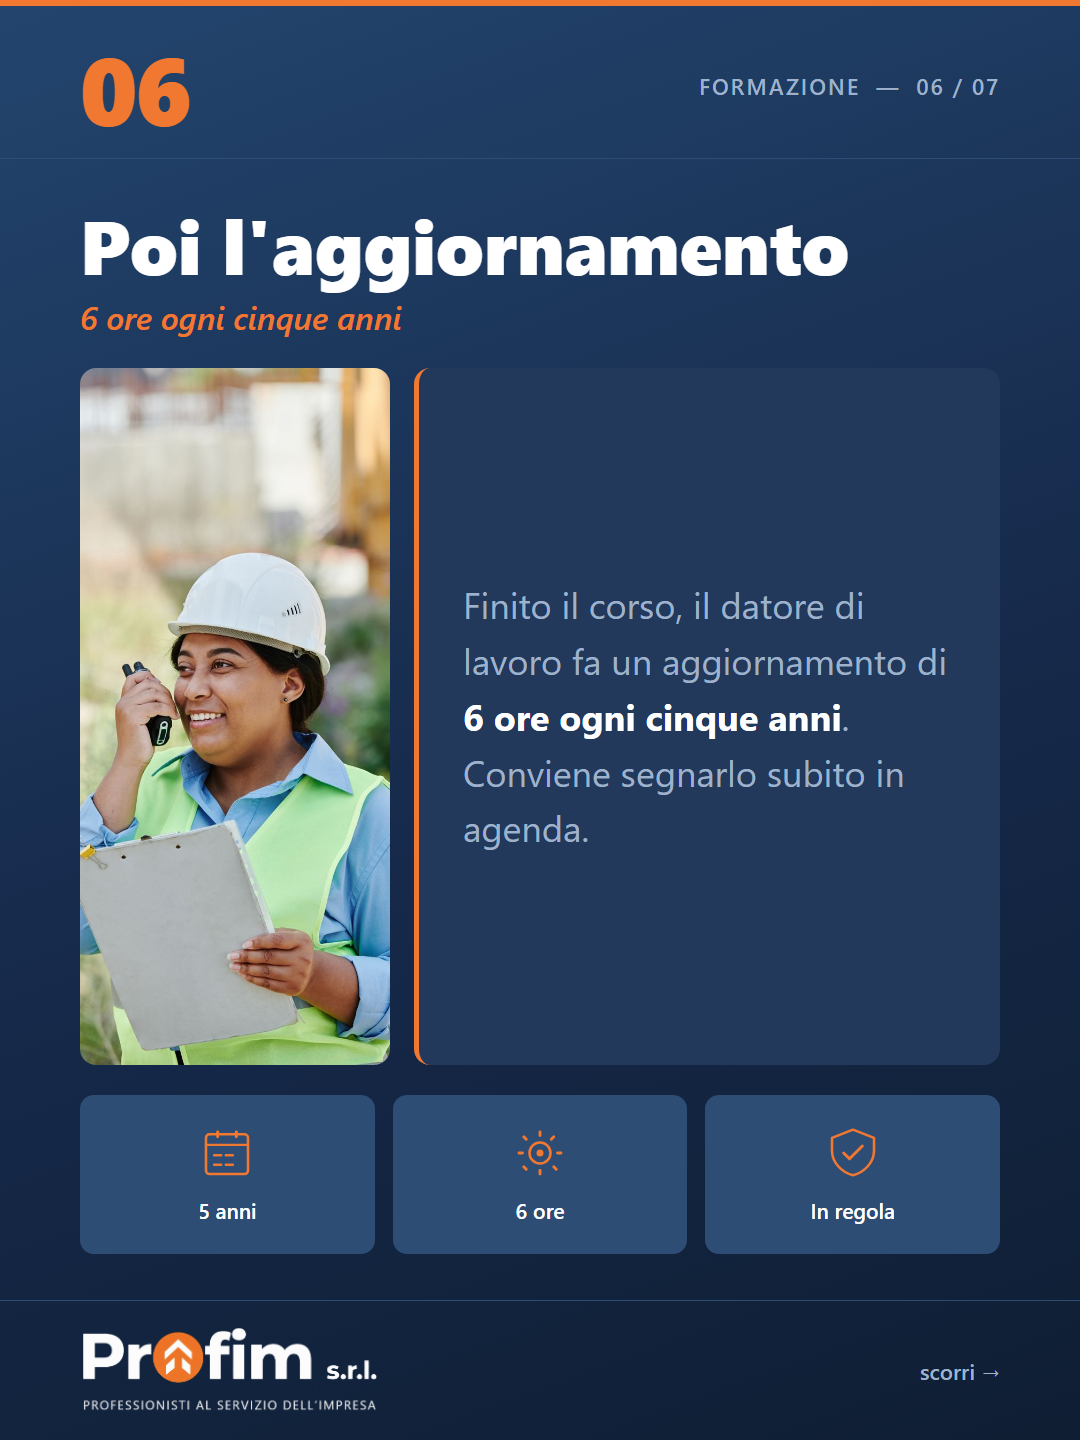 06
FORMAZIONE — 06 / 07
Poi l'aggiornamento
6 ore ogni cinque anni
Finito il corso, il datore di
lavoro fa un aggiornamento di
6 ore ogni cinque anni.
Conviene segnarlo subito in
agenda.
5 anni
6 ore
In regola
Profim s.r.l.
PROFESSIONISTI AL SERVIZIO DELL'IMPRESA
scorri →